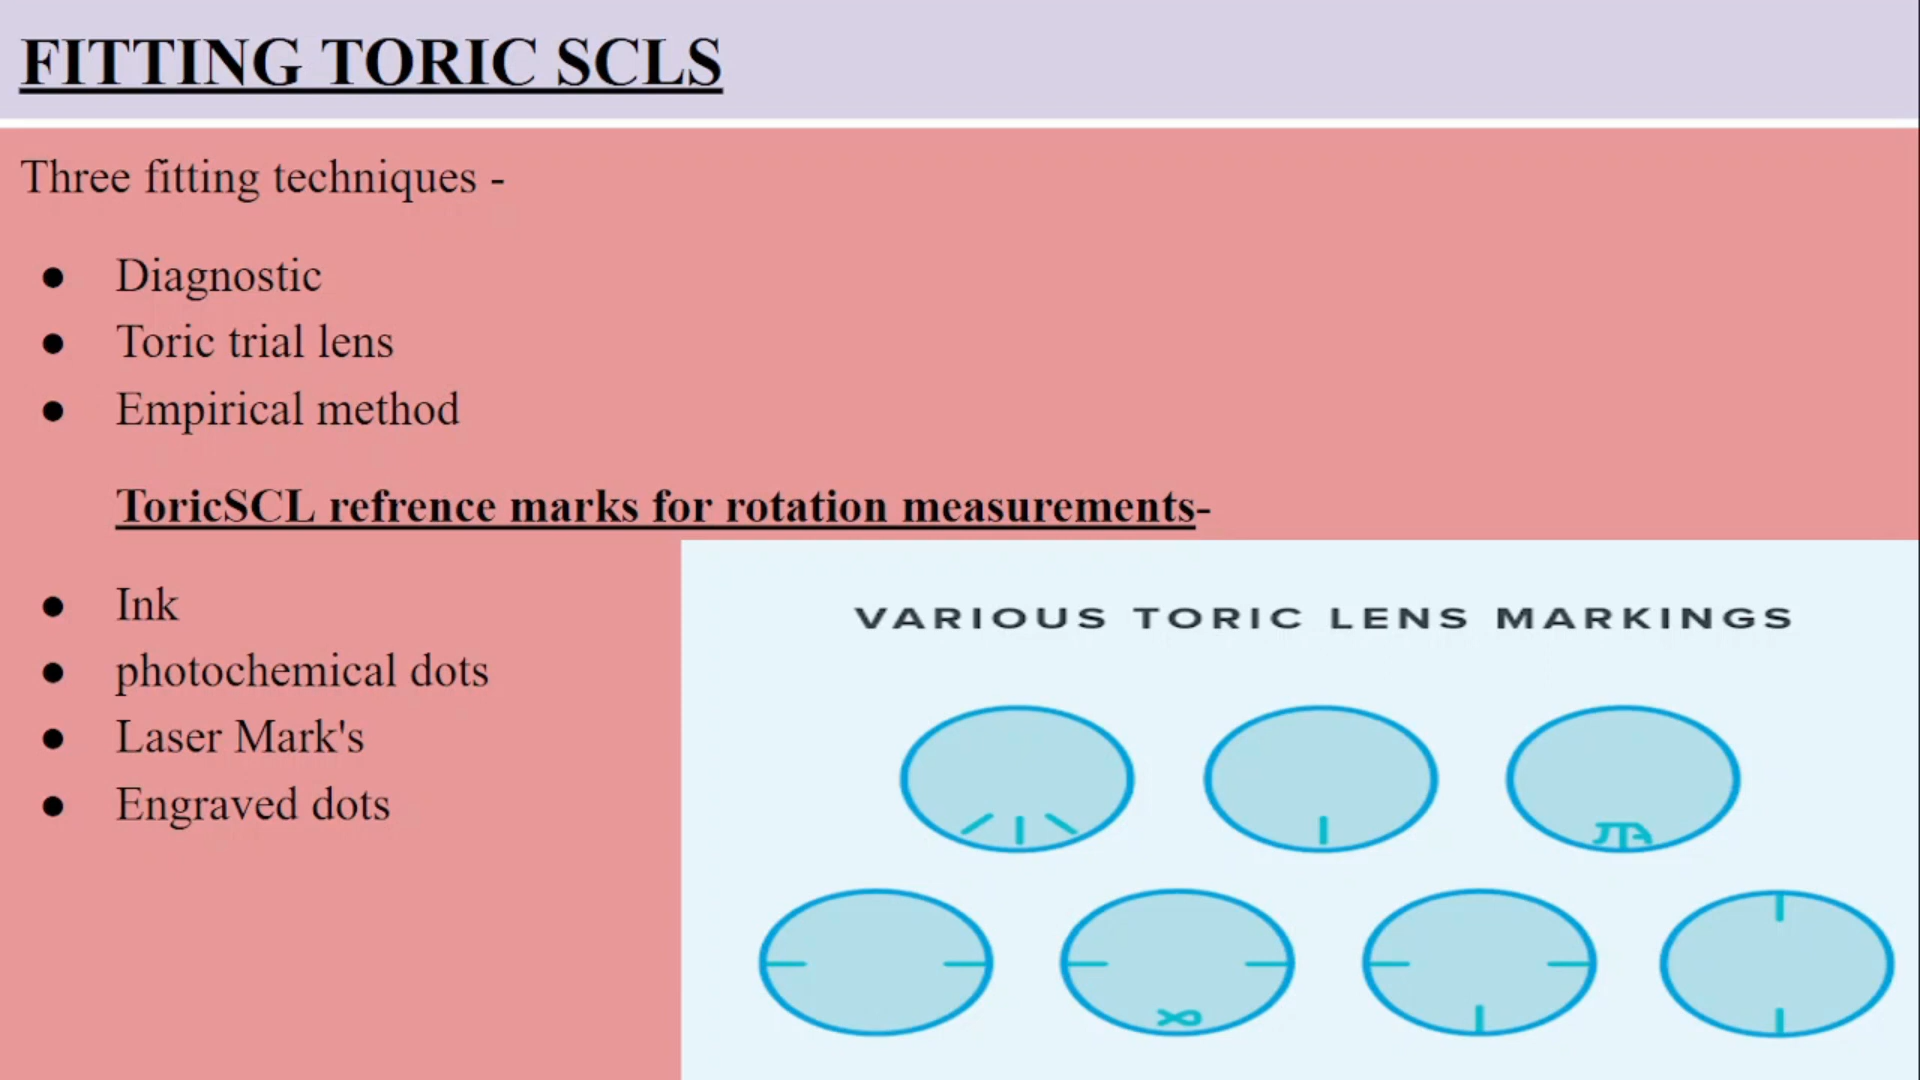 FITTING TORIC SCLS
Three fitting techniques -
● Diagnostic
● Toric trial lens
● Empirical method
ToricSCL refrence marks for rotation measurements-
● Ink
● photochemical dots
● Laser Mark's
● Engraved dots
VARIOUS TORIC LENS MARKINGS